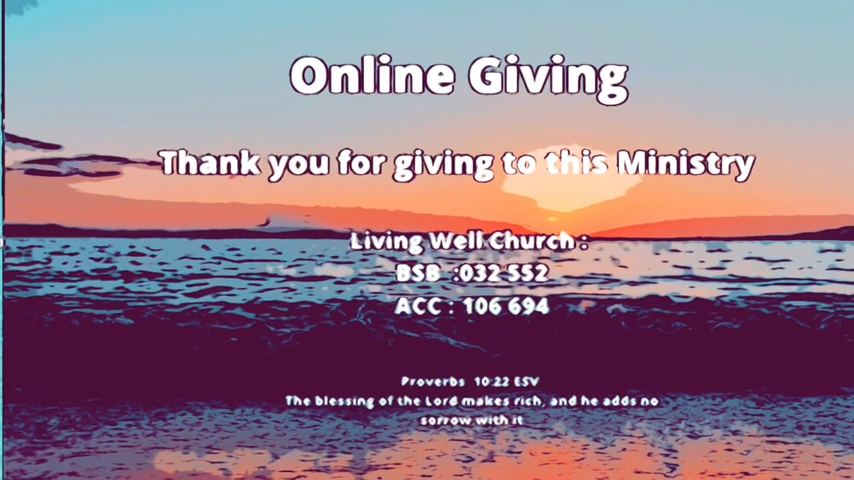 Online Giving
Thank you for giving to this Ministry
Living Well Church :
BSB :032 552
ACC : 106 694
Proverbs 10:22 ESV
The blessing of the Lord makes rich, and he adds no
sorrow with it